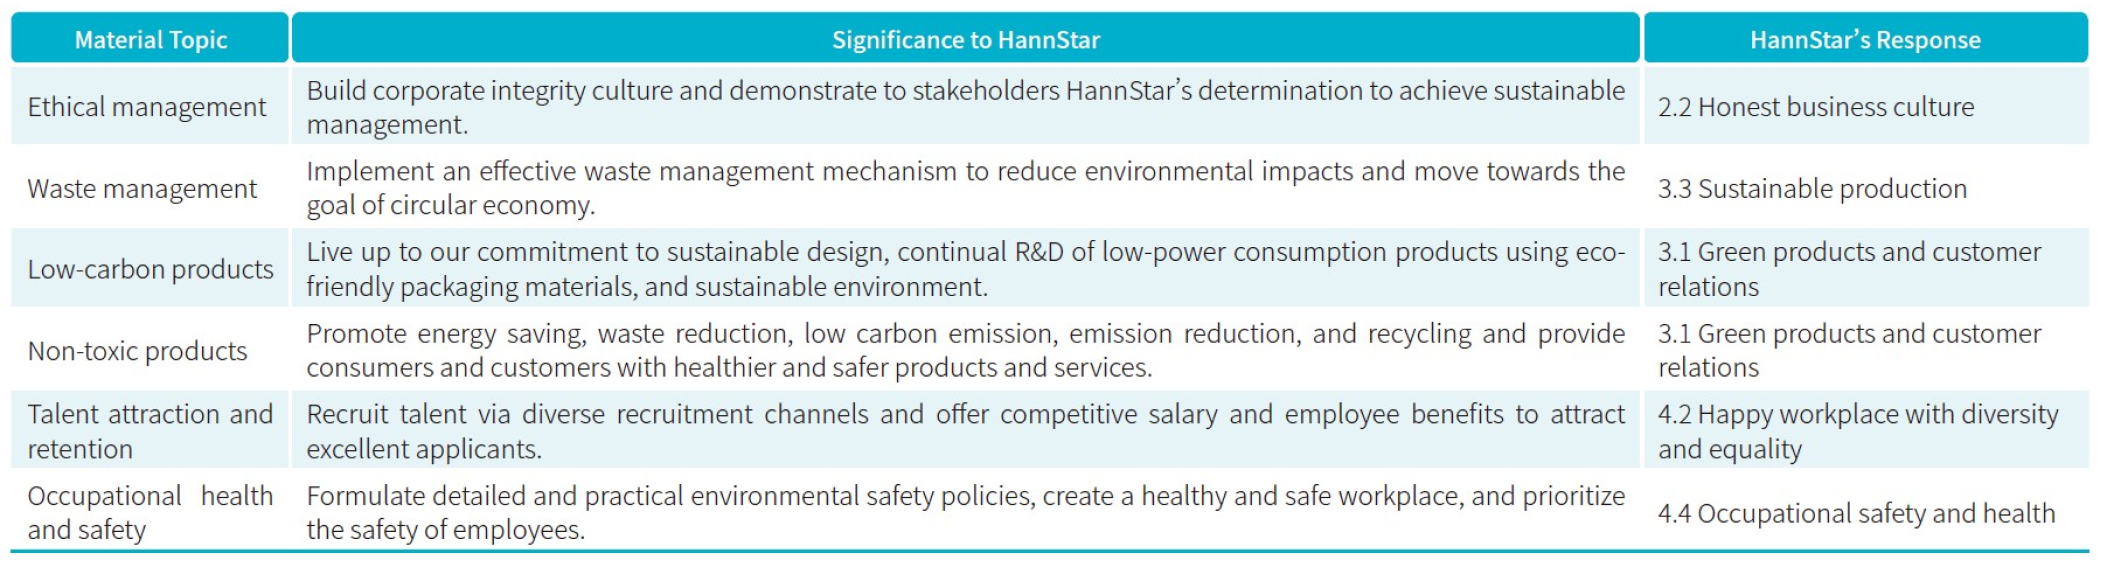 Material Topic
Significance to HannStar
HannStar’s Response
Ethical management
Build corporate integrity culture and demonstrate to stakeholders HannStar’s determination to achieve sustainable
management.
2.2 Honest business culture
Waste management
Implement an effective waste management mechanism to reduce environmental impacts and move towards the
goal of circular economy.
3.3 Sustainable production
Low-carbon products
Live up to our commitment to sustainable design, continual R&D of low-power consumption products using eco-
friendly packaging materials, and sustainable environment.
3.1 Green products and customer
relations
Non-toxic products
Promote energy saving, waste reduction, low carbon emission, emission reduction, and recycling and provide
consumers and customers with healthier and safer products and services.
3.1 Green products and customer
relations
Talent attraction and
retention
Recruit talent via diverse recruitment channels and offer competitive salary and employee benefits to attract
excellent applicants.
4.2 Happy workplace with diversity
and equality
Occupational health
and safety
Formulate detailed and practical environmental safety policies, create a healthy and safe workplace, and prioritize
the safety of employees.
4.4 Occupational safety and health